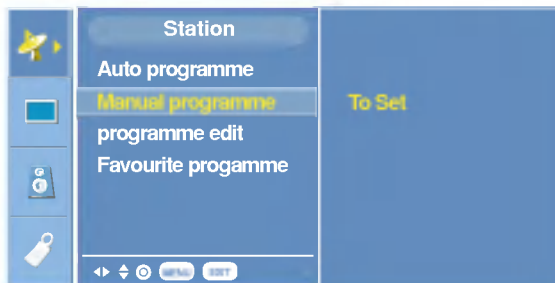 Station
Auto programme
Manual programme To Set
programme edit
Favourite progamme
MENU EXIT